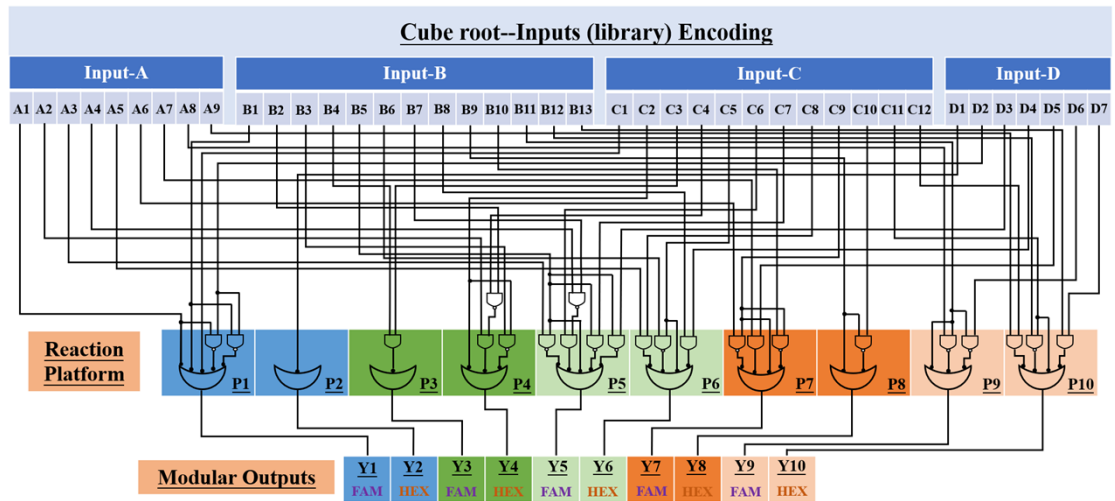 Cube root--Inputs (library) Encoding
Input-A Input-B Input-C Input-D
A1 A2 A3 A4 A5 A6 A7 A8 A9 B1 B2 B3 B4 B5 B6 B7 B8 B9 B10 B11 B12 B13 C1 C2 C3 C4 C5 C6 C7 C8 C9 C10 C11 C12 D1 D2 D3 D4 D5 D6 D7
Reaction
Platform
P1 P2 P3 P4 P5 P6 P7 P8 P9 P10
Modular Outputs
Y1 Y2 Y3 Y4 Y5 Y6 Y7 Y8 Y9 Y10
FAM HEX FAM HEX FAM HEX FAM HEX FAM HEX